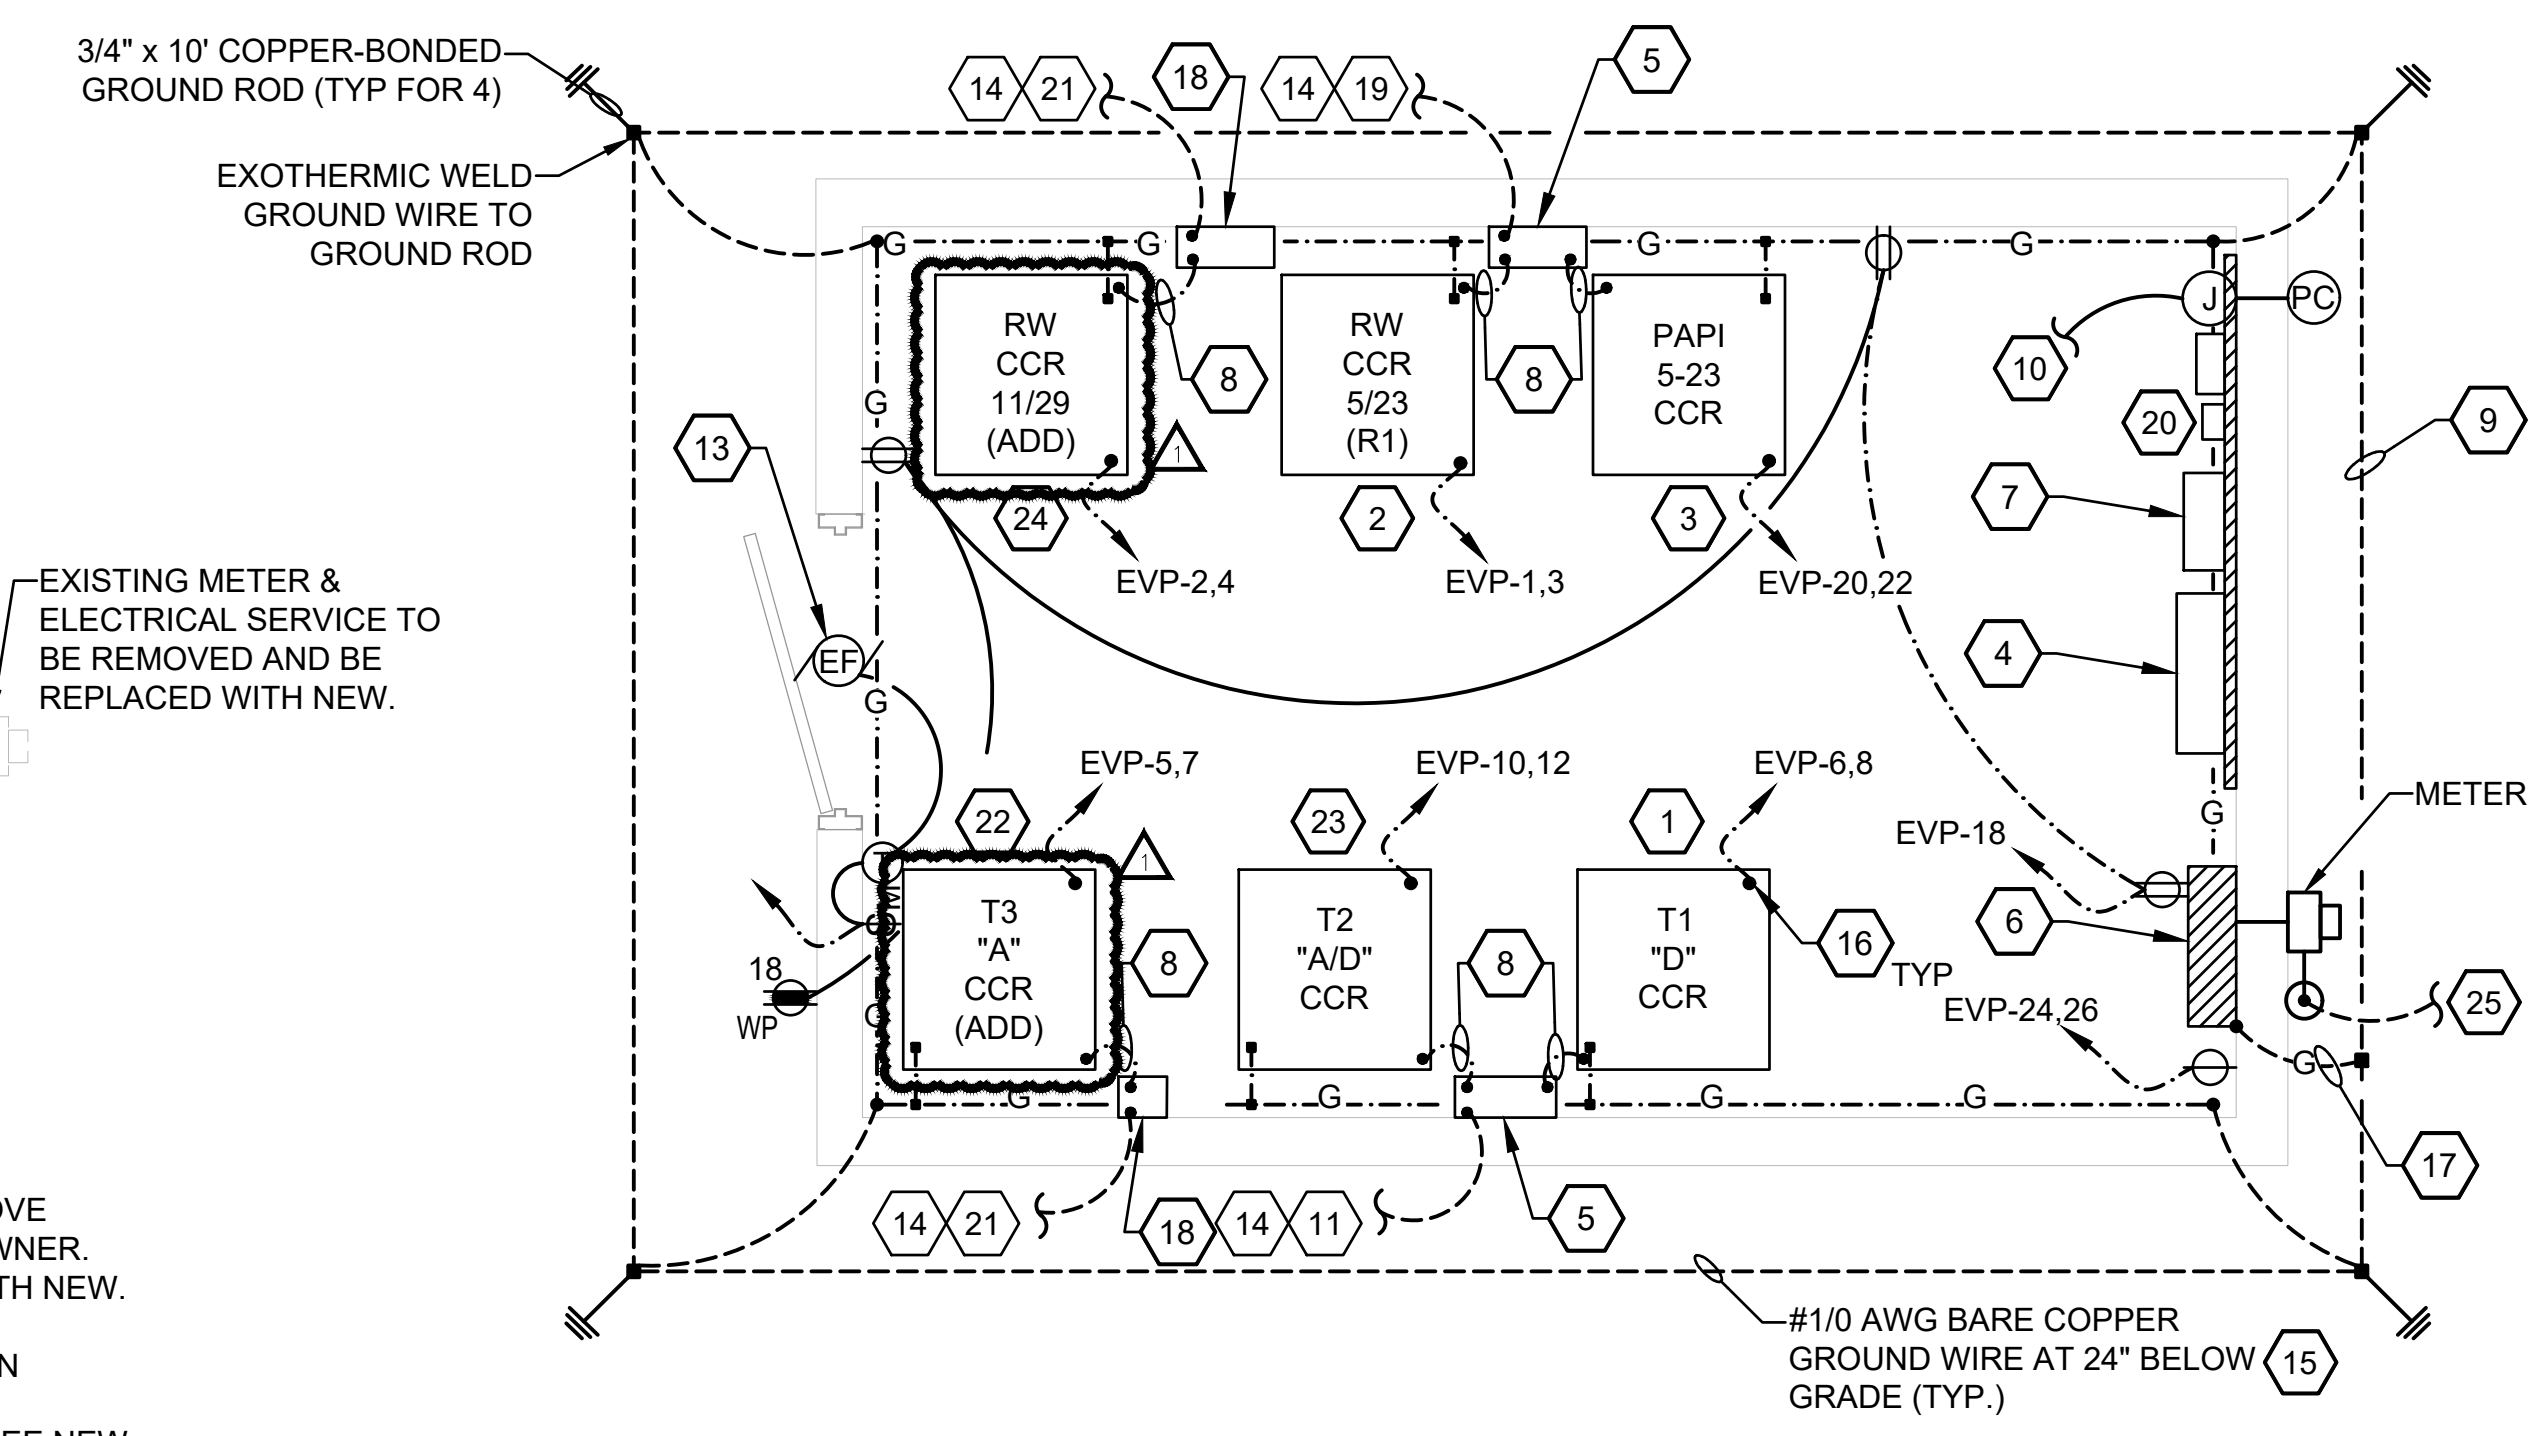 3/4" x 10' COPPER-BONDED
GROUND ROD (TYP FOR 4)
EXOTHERMIC WELD
GROUND WIRE TO
GROUND ROD
14
21
18
14
19
5
G
G
G
G
RW
CCR
11/29
(ADD)
8
RW
CCR
5/23
(R1)
8
PAPI
5-23
CCR
J
PC
10
20
9
G
13
1
24
2
3
7
EVP-2,4
EVP-1,3
EVP-20,22
EXISTING METER &
ELECTRICAL SERVICE TO
BE REMOVED AND BE
REPLACED WITH NEW.
EF
G
4
EVP-5,7
EVP-10,12
EVP-6,8
METER
22
23
1
G
EVP-18
1
T3
"A"
CCR
(ADD)
8
T2
"A/D"
CCR
8
T1
"D"
CCR
16
TYP
6
18
WP
EVP-24,26
25
G
G
G
G
G
G
17
14
21
18
14
11
5
WNER.
TH NEW.
#1/0 AWG BARE COPPER
GROUND WIRE AT 24" BELOW
GRADE (TYP.)
15
NEW